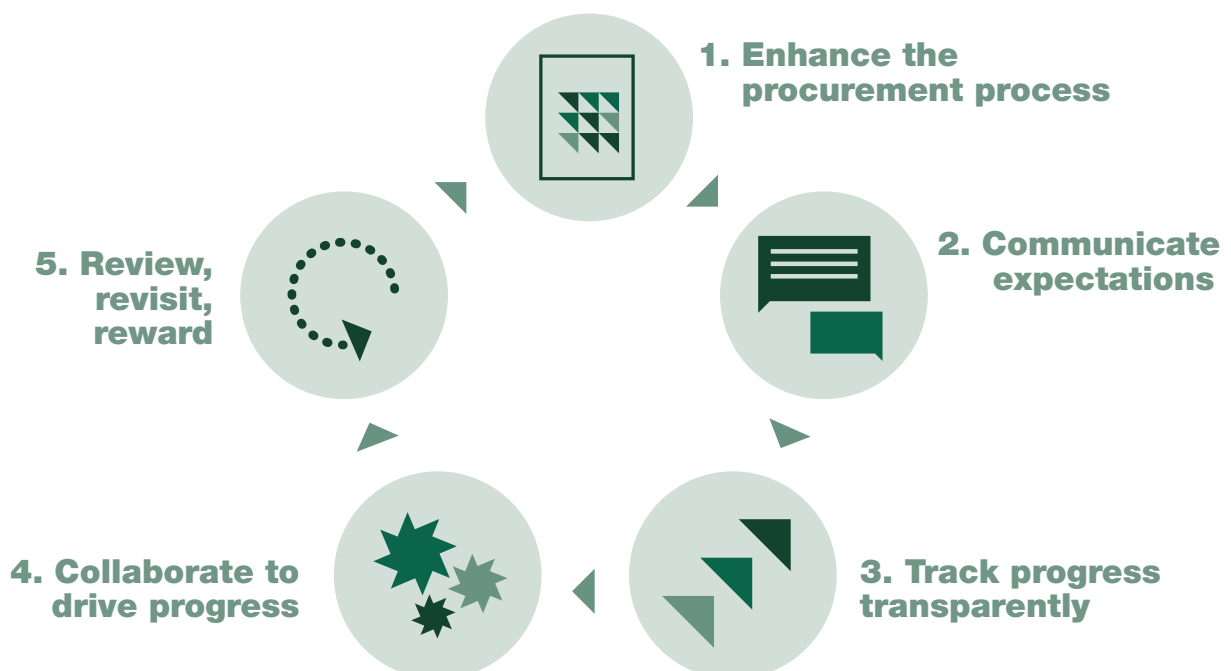 1. Enhance the
procurement process
2. Communicate
expectations
3. Track progress
transparently
4. Collaborate to
drive progress
5. Review,
revisit,
reward